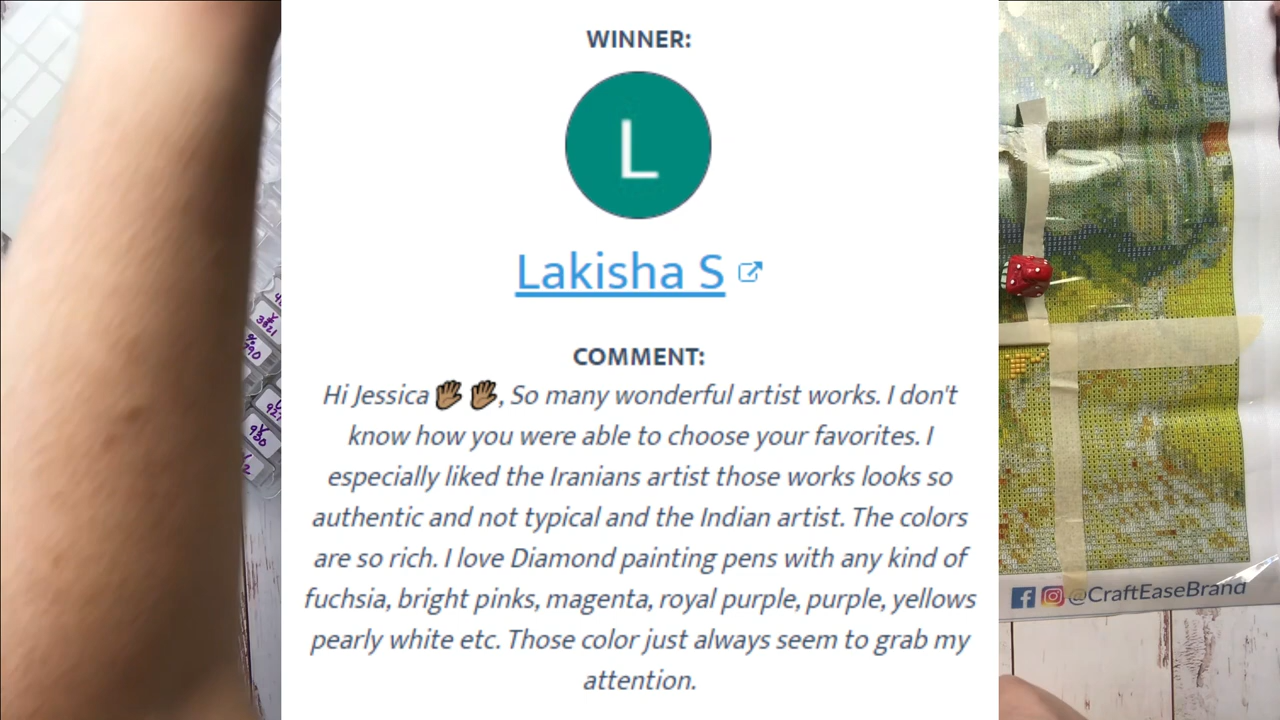 WINNER:
L
Lakisha S
COMMENT:
Hi Jessica 🖐🏽 🖐🏽, So many wonderful artist works. I don't
know how you were able to choose your favorites. I
especially liked the Iranians artist those works looks so
authentic and not typical and the Indian artist. The colors
are so rich. I love Diamond painting pens with any kind of
fuchsia, bright pinks, magenta, royal purple, purple, yellows
pearly white etc. Those color just always seem to grab my
attention.
3821
@CraftEaseBrand